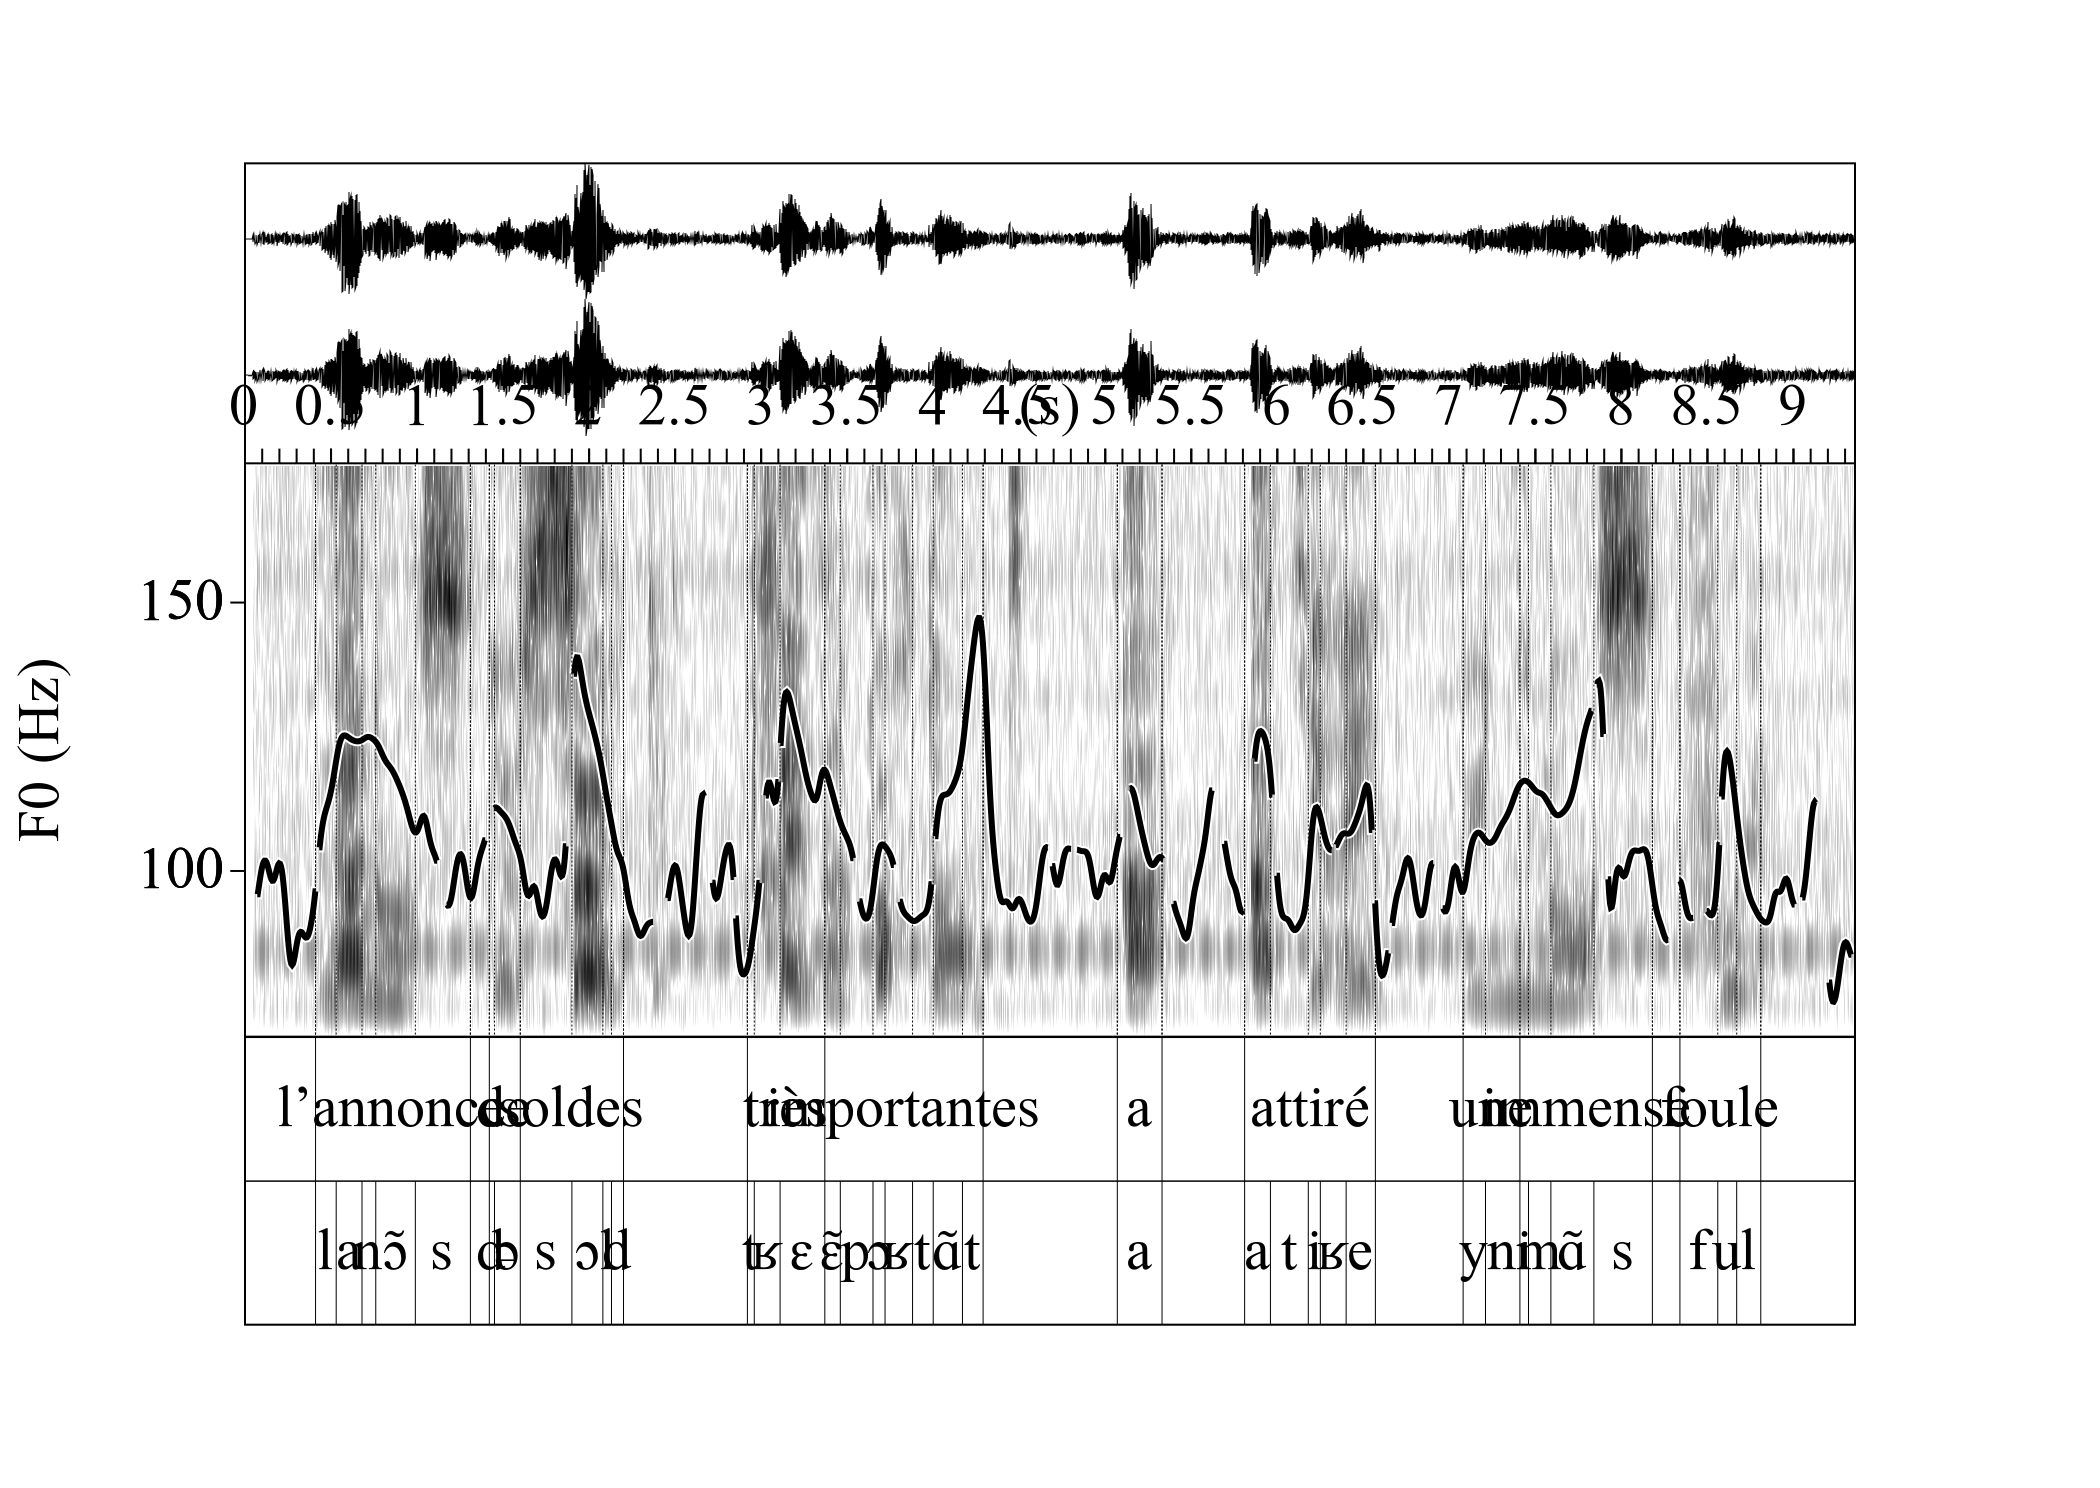 0 0.5 1 1.5 2 2.5 3 3.5 4 4.5 (s) 5 5.5 6 6.5 7 7.5 8 8.5 9
150
100
F0 (Hz)
l’annonce de soldes très importantes a attiré une immense foule
l a n ɔ̃ s d ə s ɔ l d t ʁ ɛ ɛ̃ p ɔ ʁ t ɑ̃ t a a t i ʁ e y n i m ɑ̃ s f u l